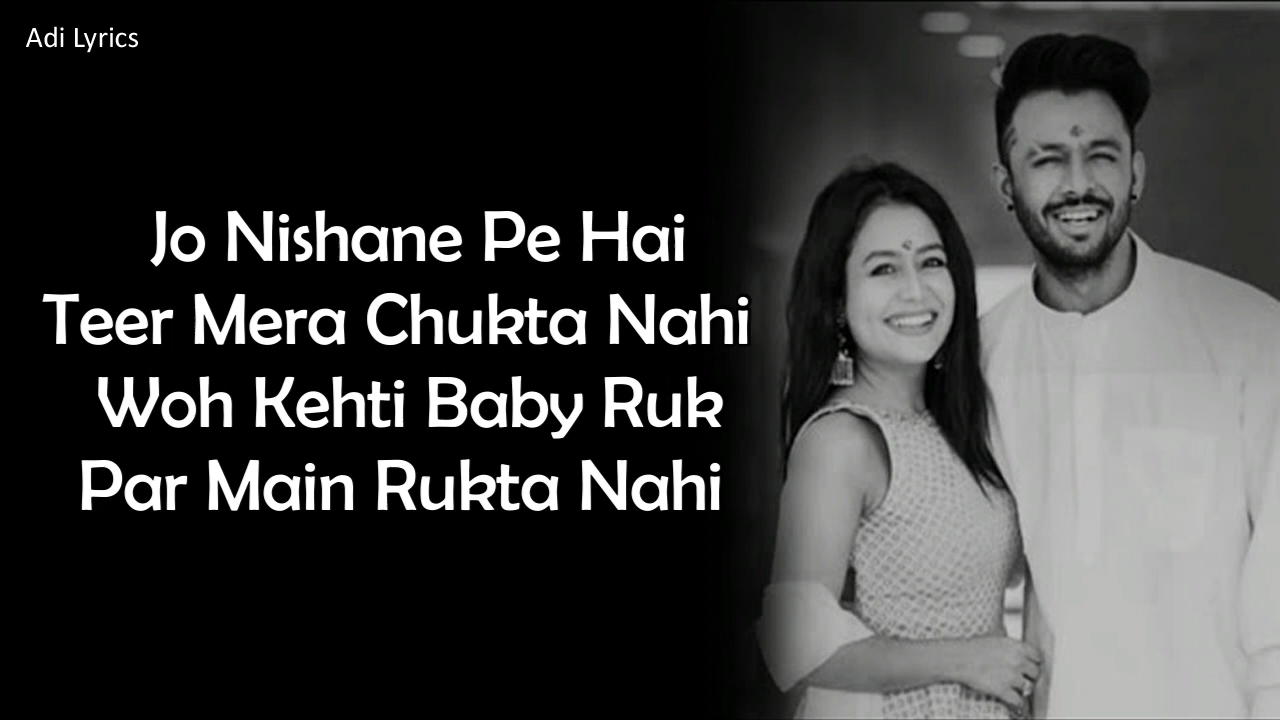 Adi Lyrics
Jo Nishane Pe Hai
Teer Mera Chukta Nahi
Woh Kehti Baby Ruk
Par Main Rukta Nahi